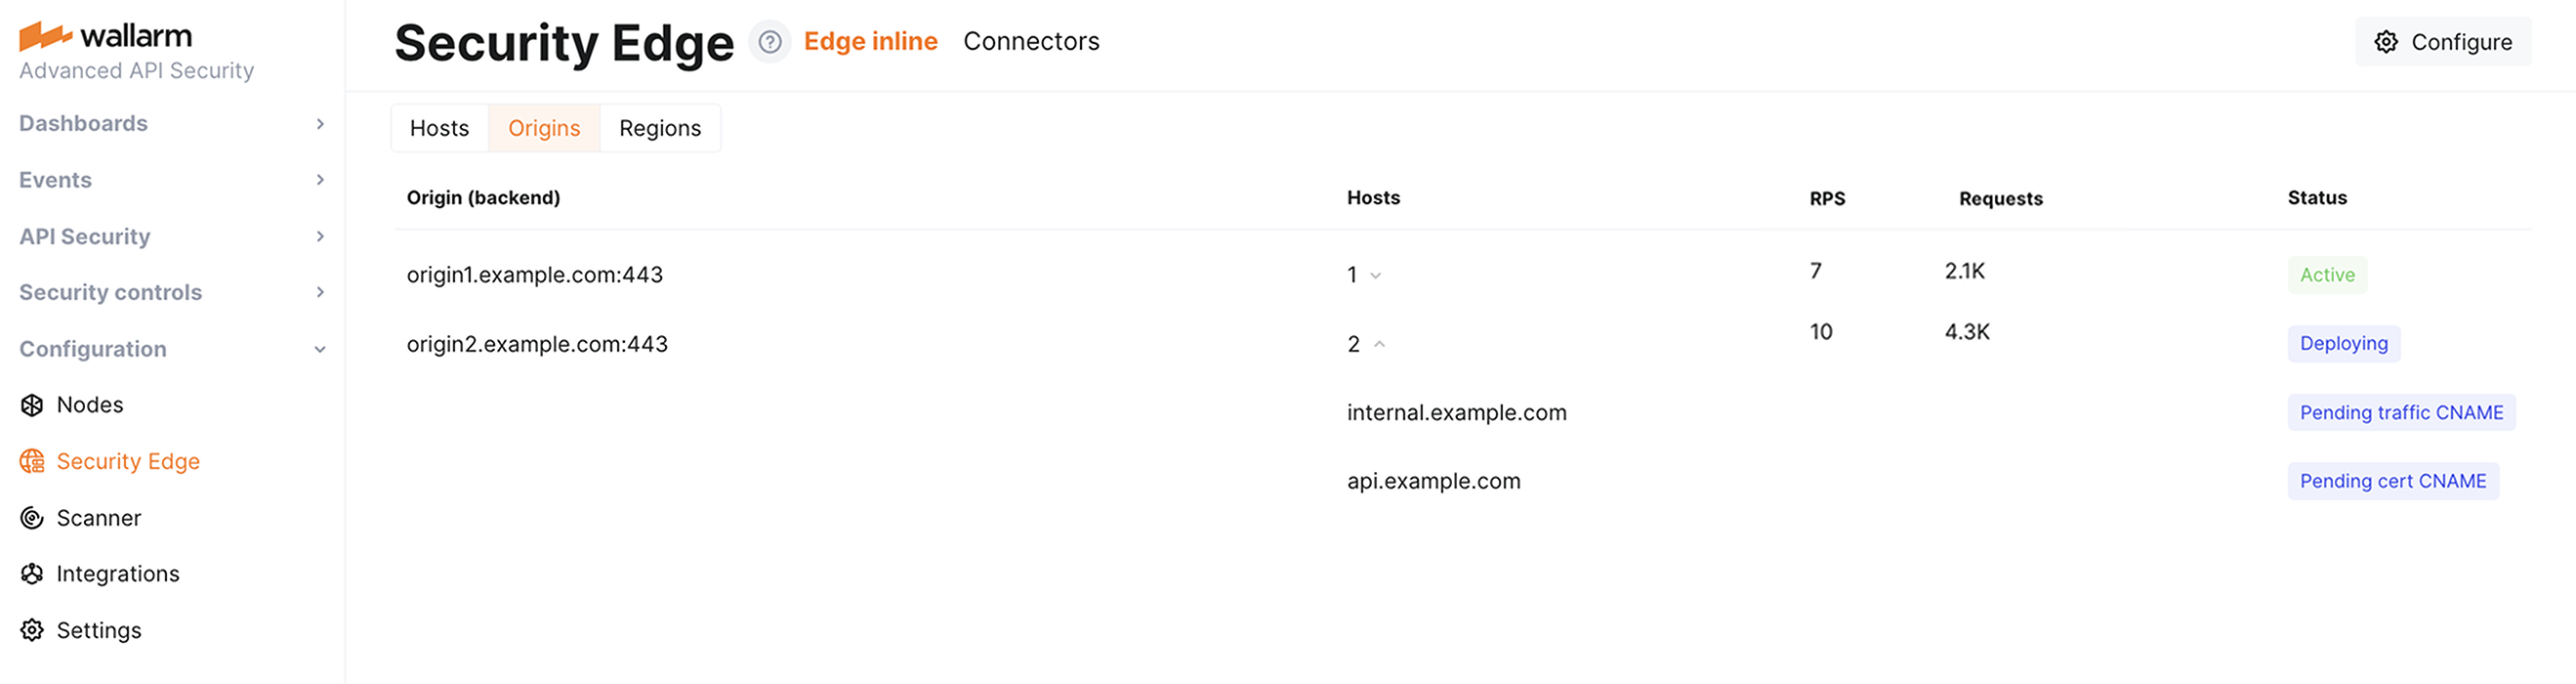 wallarm
Advanced API Security
Dashboards
Events
API Security
Security controls
Configuration
Nodes
Security Edge
Scanner
Integrations
Settings
Security Edge ? Edge inline Connectors Configure
Hosts Origins Regions
Origin (backend) Hosts RPS Requests Status
origin1.example.com:443 1 7 2.1K Active
origin2.example.com:443 2 10 4.3K Deploying
internal.example.com Pending traffic CNAME
api.example.com Pending cert CNAME